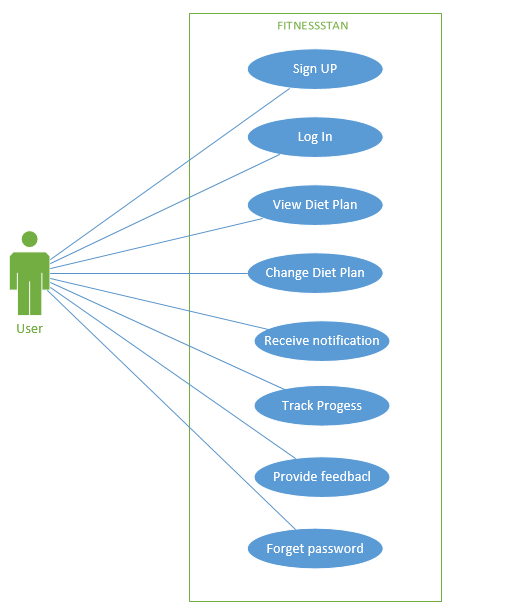 FITNESSSTAN
Sign UP
Log In
View Diet Plan
Change Diet Plan
Receive notification
Track Progess
Provide feedbacl
Forget password
User